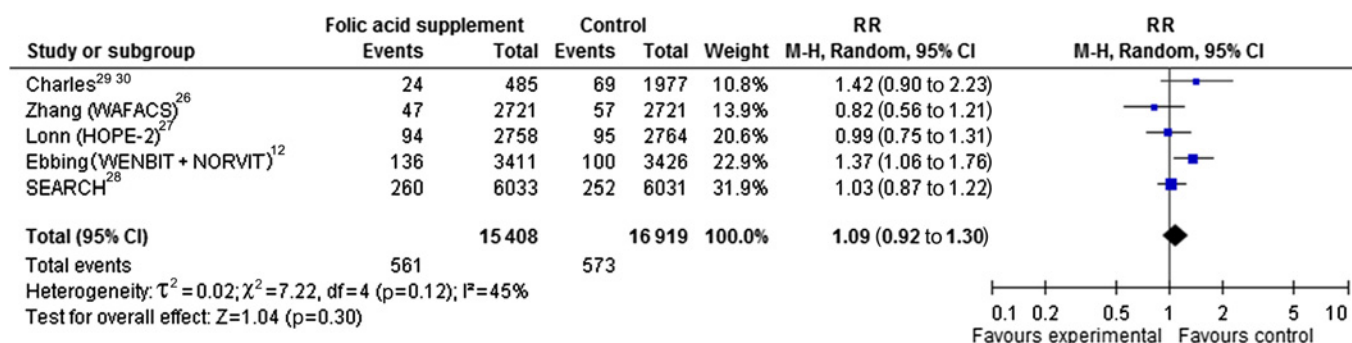 Folic acid supplement Control RR RR
Study or subgroup Events Total Events Total Weight M-H, Random, 95% CI M-H, Random, 95% CI
Charles29 30 24 485 69 1977 10.8% 1.42 (0.90 to 2.23)
Zhang (WAFACS)26 47 2721 57 2721 13.9% 0.82 (0.56 to 1.21)
Lonn (HOPE-2)27 94 2758 95 2764 20.6% 0.99 (0.75 to 1.31)
Ebbing (WENBIT + NORVIT)12 136 3411 100 3426 22.9% 1.37 (1.06 to 1.76)
SEARCH28 260 6033 252 6031 31.9% 1.03 (0.87 to 1.22)
Total (95% CI) 15 408 16 919 100.0% 1.09 (0.92 to 1.30)
Total events 561 573
Heterogeneity: τ2 =0.02; χ2 =7.22, df=4 (p=0.12); I²=45%
Test for overall effect: Z=1.04 (p=0.30)
0.1 0.2 0.5 1 2 5 10
Favours experimental Favours control